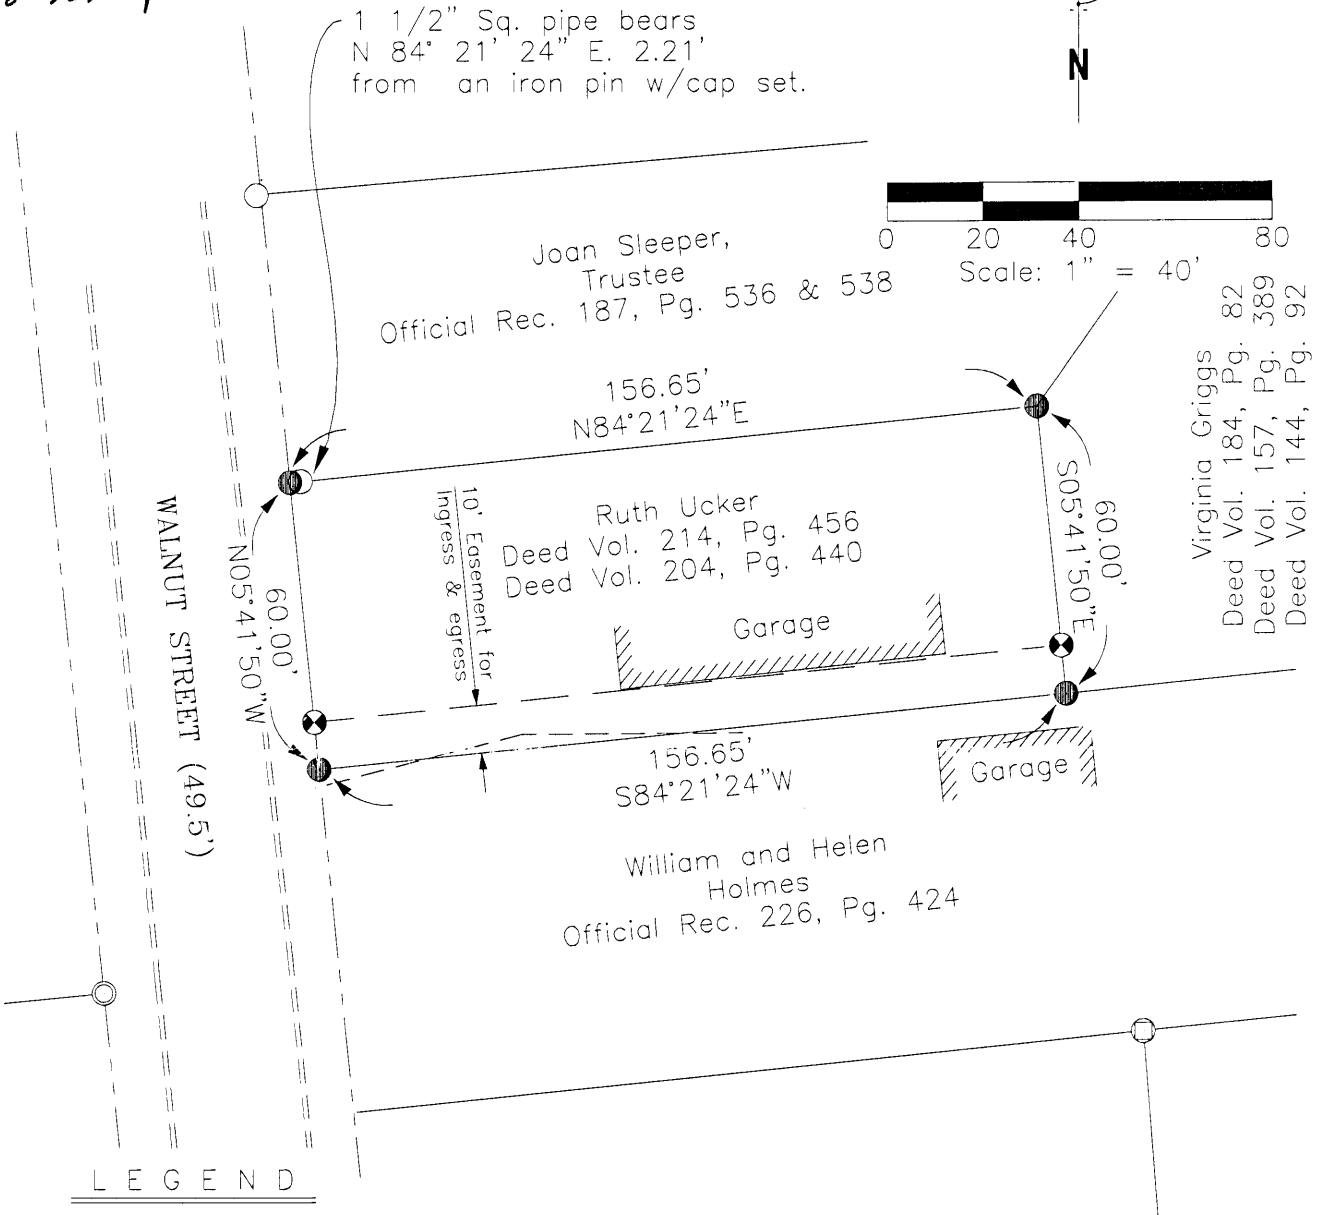 1 1/2" Sq. pipe bears
N 84° 21' 24" E. 2.21'
from an iron pin w/cap set.
N
0 20 40 80
Scale: 1" = 40'
Joan Sleeper,
Trustee
Official Rec. 187, Pg. 536 & 538
156.65'
N84°21'24"E
Virginia Griggs
Deed Vol. 184, Pg. 82
Deed Vol. 157, Pg. 389
Deed Vol. 144, Pg. 92
WALNUT STREET (49.5')
60.00'
N05°41'50"W
10' Easement for
Ingress & egress
Ruth Ucker
Deed Vol. 214, Pg. 456
Deed Vol. 204, Pg. 440
60.00'
S05°41'50"E
Garage
156.65'
S84°21'24"W
Garage
William and Helen
Holmes
Official Rec. 226, Pg. 424
LEGEND